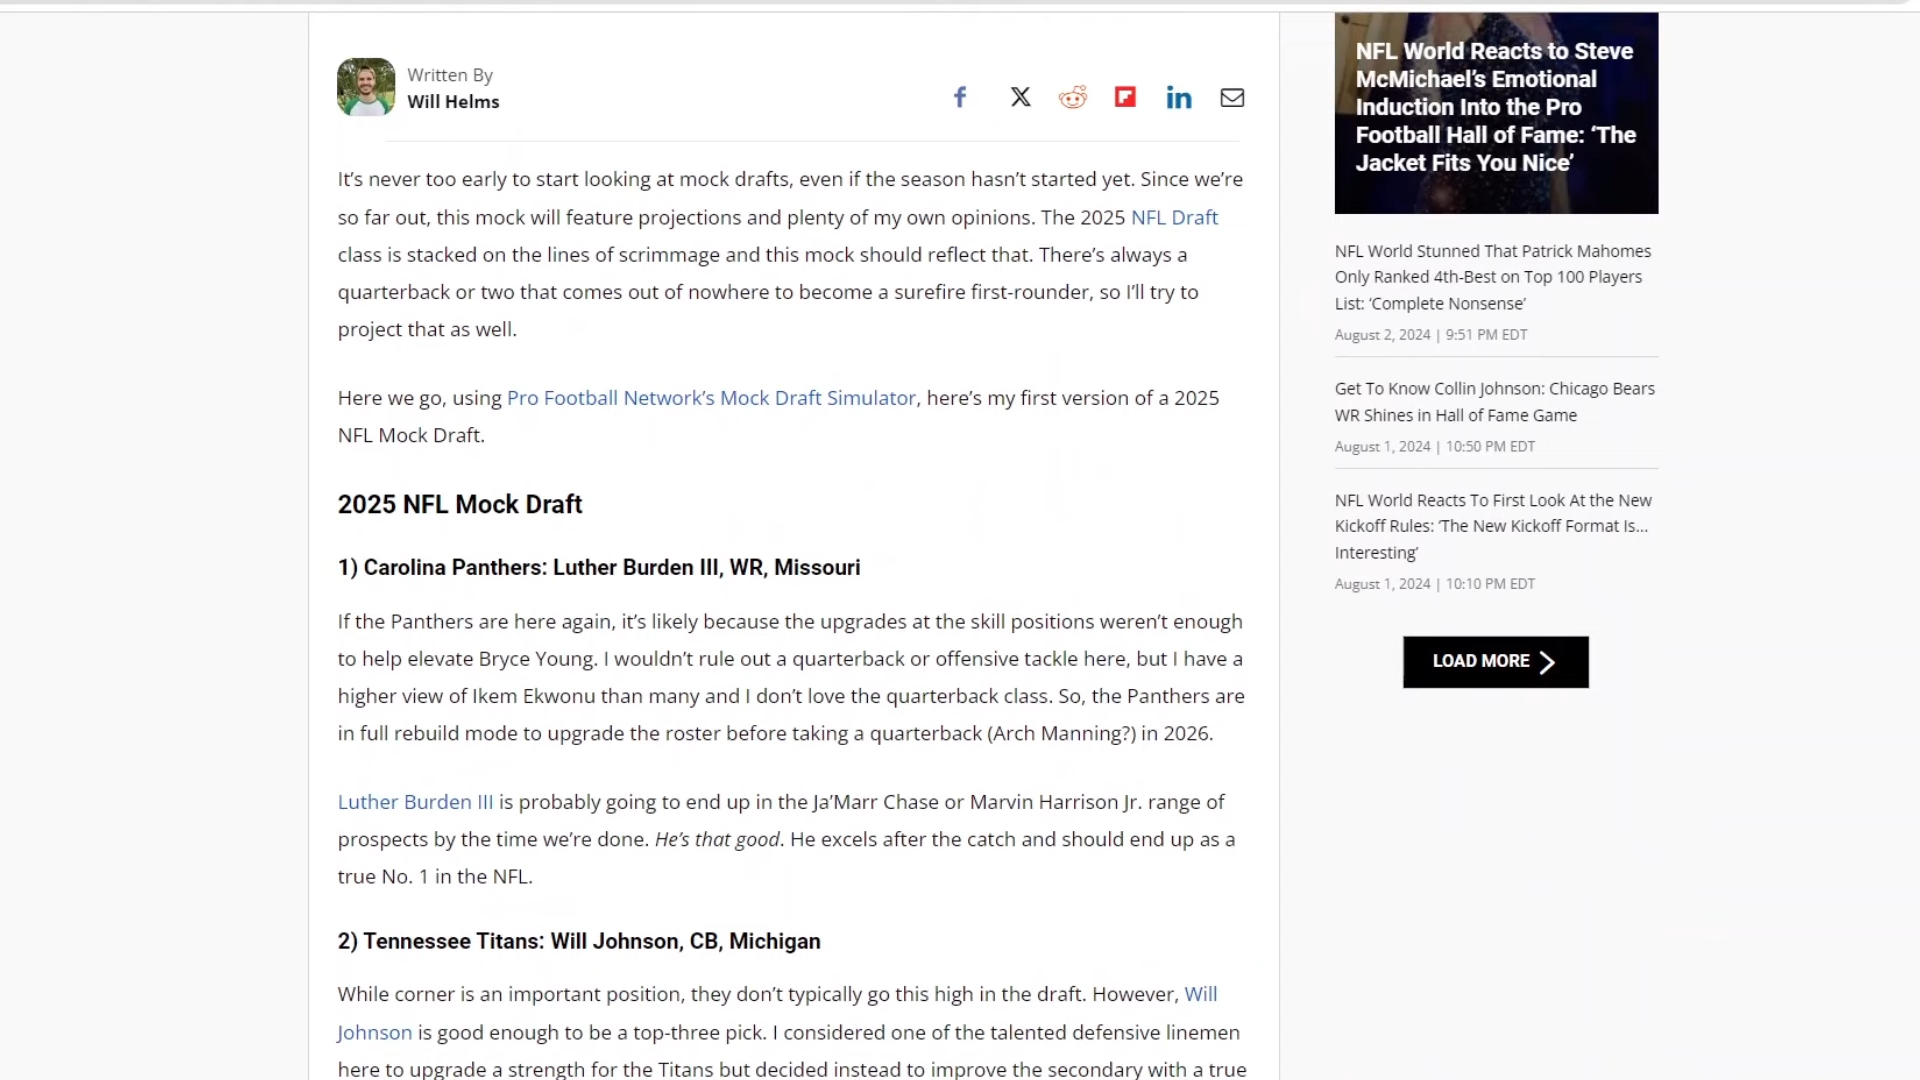 Written By
Will Helms
It’s never too early to start looking at mock drafts, even if the season hasn’t started yet. Since we’re
so far out, this mock will feature projections and plenty of my own opinions. The 2025 NFL Draft
class is stacked on the lines of scrimmage and this mock should reflect that. There’s always a
quarterback or two that comes out of nowhere to become a surefire first-rounder, so I’ll try to
project that as well.
Here we go, using Pro Football Network’s Mock Draft Simulator, here’s my first version of a 2025
NFL Mock Draft.
2025 NFL Mock Draft
1) Carolina Panthers: Luther Burden III, WR, Missouri
If the Panthers are here again, it’s likely because the upgrades at the skill positions weren’t enough
to help elevate Bryce Young. I wouldn’t rule out a quarterback or offensive tackle here, but I have a
higher view of Ikem Ekwonu than many and I don’t love the quarterback class. So, the Panthers are
in full rebuild mode to upgrade the roster before taking a quarterback (Arch Manning?) in 2026.
Luther Burden III is probably going to end up in the Ja’Marr Chase or Marvin Harrison Jr. range of
prospects by the time we’re done. He’s that good. He excels after the catch and should end up as a
true No. 1 in the NFL.
2) Tennessee Titans: Will Johnson, CB, Michigan
While corner is an important position, they don’t typically go this high in the draft. However, Will
Johnson is good enough to be a top-three pick. I considered one of the talented defensive linemen
here to upgrade a strength for the Titans but decided instead to improve the secondary with a true
NFL World Reacts to Steve
McMichael’s Emotional
Induction Into the Pro
Football Hall of Fame: ‘The
Jacket Fits You Nice’
NFL World Stunned That Patrick Mahomes
Only Ranked 4th-Best on Top 100 Players
List: ‘Complete Nonsense’
August 2, 2024 | 9:51 PM EDT
Get To Know Collin Johnson: Chicago Bears
WR Shines in Hall of Fame Game
August 1, 2024 | 10:50 PM EDT
NFL World Reacts To First Look At the New
Kickoff Rules: ‘The New Kickoff Format Is...
Interesting’
August 1, 2024 | 10:10 PM EDT
LOAD MORE